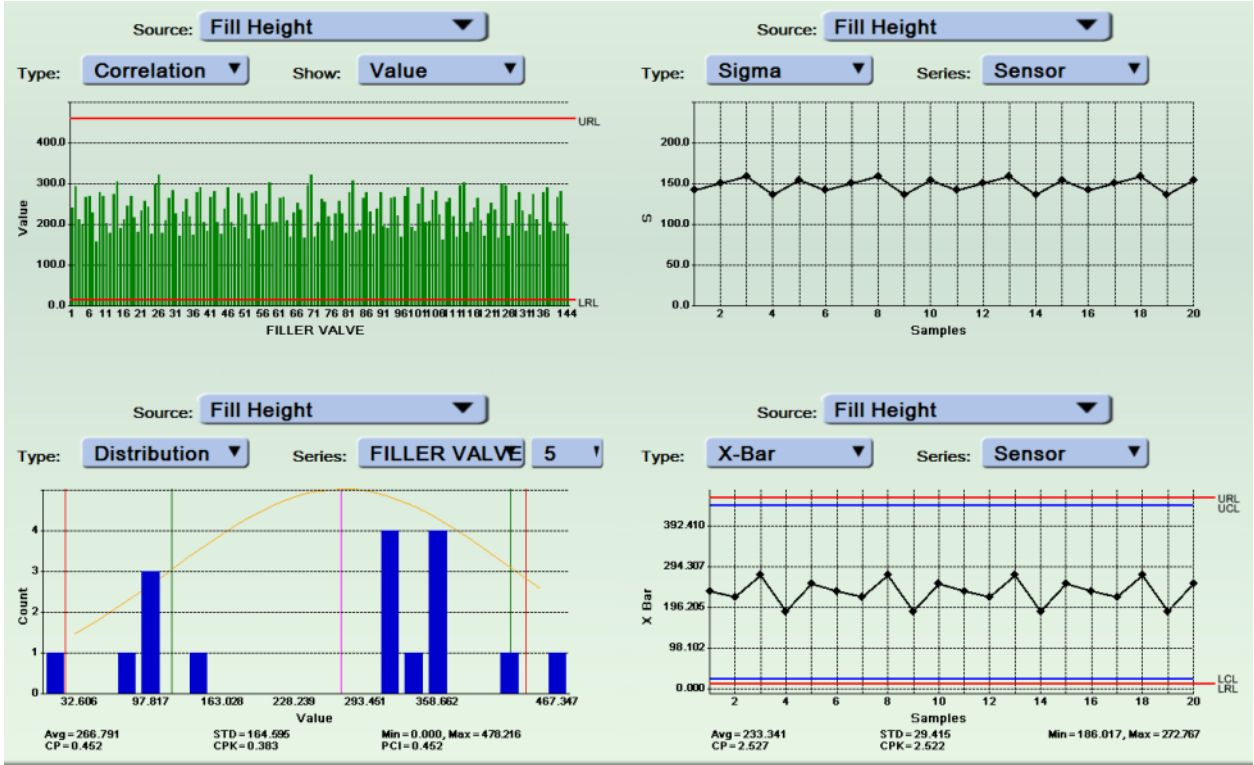 Source: Fill Height
Type: Correlation Show: Value
URL
400.0
300.0
200.0
100.0
0.0
LRL
Value
1 6 11 16 21 26 31 36 41 46 51 56 61 66 71 76 81 86 91 96 101 106 111 116 121 126 131 136 144
FILLER VALVE
Source: Fill Height
Type: Sigma Series: Sensor
200.0
150.0
100.0
50.0
0.0
S
2 4 6 8 10 12 14 16 18 20
Samples
Source: Fill Height
Type: Distribution Series: FILLER VALVE 5
4
3
2
1
0
Count
32.606 97.817 163.028 228.239 293.451 358.662 467.347
Value
Avg = 266.791 STD = 164.595 Min = 0.000, Max = 478.216
CP = 0.452 CPK = 0.383 PCI = 0.452
Source: Fill Height
Type: X-Bar Series: Sensor
URL
UCL
392.410
294.307
196.205
98.102
0.000
LCL
LRL
X Bar
2 4 6 8 10 12 14 16 18 20
Samples
Avg = 233.341 STD = 29.415 Min = 186.017, Max = 272.767
CP = 2.527 CPK = 2.522